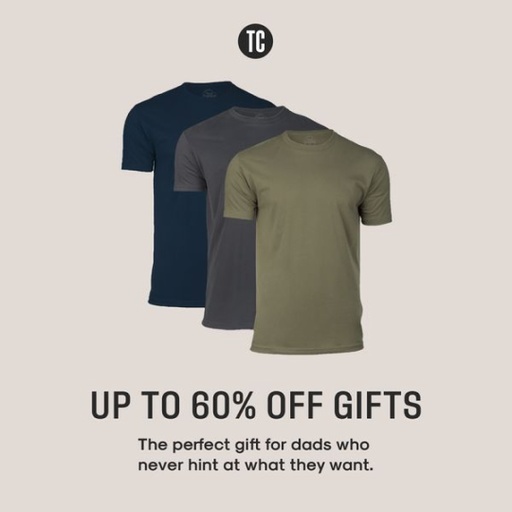 TC
UP TO 60% OFF GIFTS
The perfect gift for dads who
never hint at what they want.